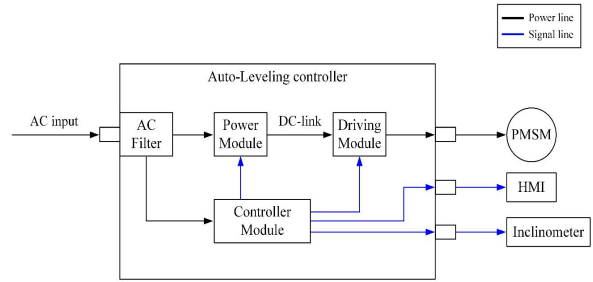 Power line
Signal line
Auto-Leveling controller
AC input
AC
Filter
Power
Module
DC-link
Driving
Module
PMSM
HMI
Controller
Module
Inclinometer